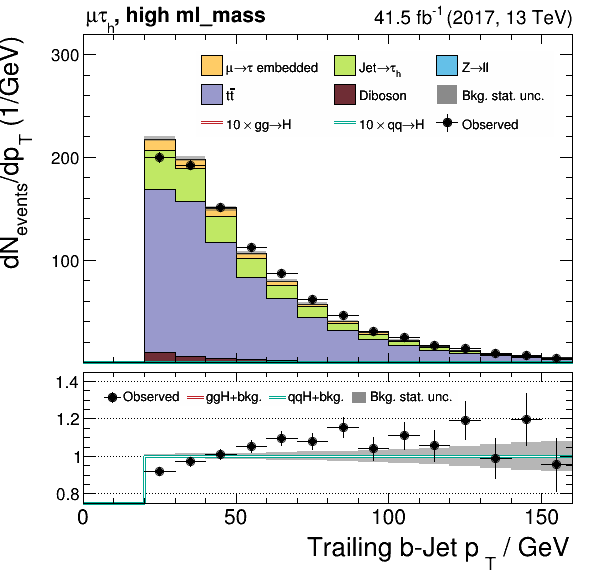 μτh, high ml_mass 41.5 fb⁻¹ (2017, 13 TeV)
dNevents/dpT (1/GeV)
300
200
100
μ→τ embedded Jet→τh Z→ll
tt̄ Diboson Bkg. stat. unc.
10 × gg→H 10 × qq→H Observed
1.4
1.2
1
0.8
Observed ggH+bkg. qqH+bkg. Bkg. stat. unc.
0 50 100 150
Trailing b-Jet pT / GeV